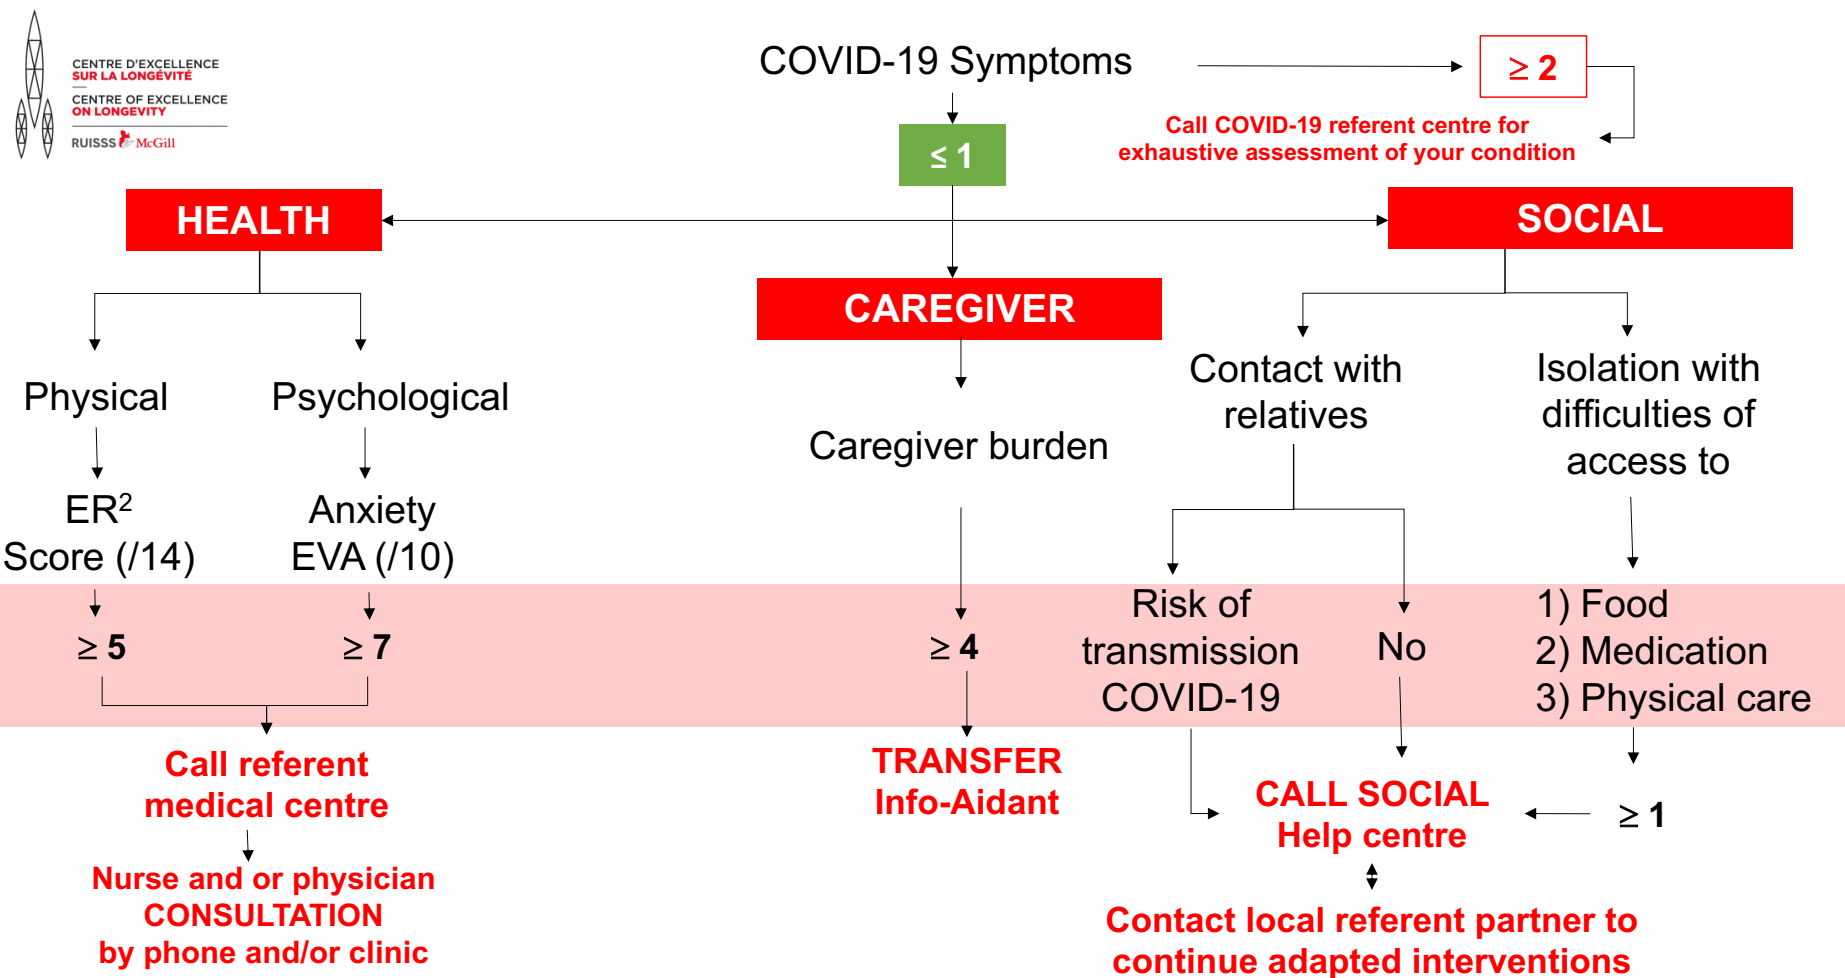 CENTRE D'EXCELLENCE
SUR LA LONGÉVITÉ
CENTRE OF EXCELLENCE
ON LONGEVITY
RUISSS McGill
COVID-19 Symptoms
≥ 2
Call COVID-19 referent centre for
exhaustive assessment of your condition
≤ 1
HEALTH
SOCIAL
CAREGIVER
Physical
Psychological
ER²
Score (/14)
Anxiety
EVA (/10)
≥ 5
≥ 7
Call referent
medical centre
Nurse and or physician
CONSULTATION
by phone and/or clinic
Caregiver burden
≥ 4
TRANSFER
Info-Aidant
Contact with
relatives
Risk of
transmission
COVID-19
No
Isolation with
difficulties of
access to
1) Food
2) Medication
3) Physical care
≥ 1
CALL SOCIAL
Help centre
Contact local referent partner to
continue adapted interventions